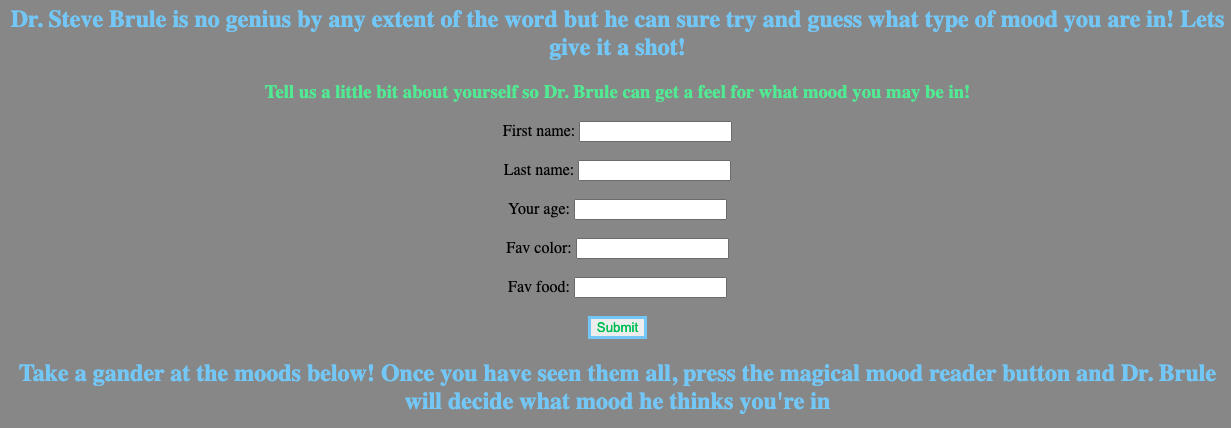 Dr. Steve Brule is no genius by any extent of the word but he can sure try and guess what type of mood you are in! Lets
give it a shot!
Tell us a little bit about yourself so Dr. Brule can get a feel for what mood you may be in!
First name:
Last name:
Your age:
Fav color:
Fav food:
Submit
Take a gander at the moods below! Once you have seen them all, press the magical mood reader button and Dr. Brule
will decide what mood he thinks you're in